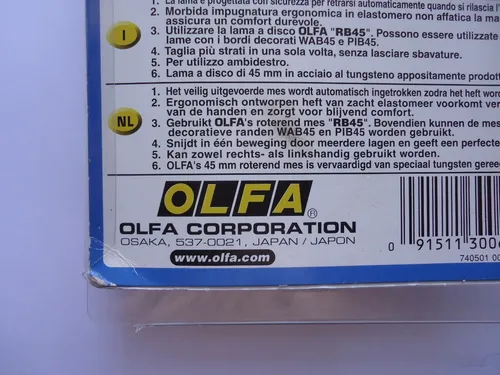 1. La lama è progettata con sicurezza per retrarsi automaticamente quando si rilascia l'i
2. Morbida impugnatura ergonomica in elastomero non affatica la ma
assicura un comfort durevole.
I
3. Utilizzare la lama a disco OLFA "RB45". Possono essere utilizzate
lame con i bordi decorati WAB45 e PIB45.
4. Taglia più strati in una sola volta, senza lasciare sbavature.
5. Per utilizzo ambidestro.
6. Lama a disco di 45 mm in acciaio al tungsteno appositamente prodott
1. Het veilig uitgevoerde mes wordt automatisch ingetrokken zodra het heft word
2. Ergonomisch ontworpen heft van zacht elastomeer voorkomt ver
van de handen en zorgt voor blijvend comfort.
NL
3. Gebruikt OLFA's roterend mes "RB45". Bovendien kunnen de mes
decoratieve randen WAB45 en PIB45 worden gebruikt.
4. Snijdt in één beweging door meerdere lagen en geeft een perfecte
5. Kan zowel rechts- als linkshandig gebruikt worden.
6. OLFA's 45 mm roterend mes is vervaardigd van speciaal tungsten gereed
OLFA®
OLFA CORPORATION
OSAKA, 537-0021, JAPAN / JAPON
www.olfa.com
0 91511 3006
740501 00